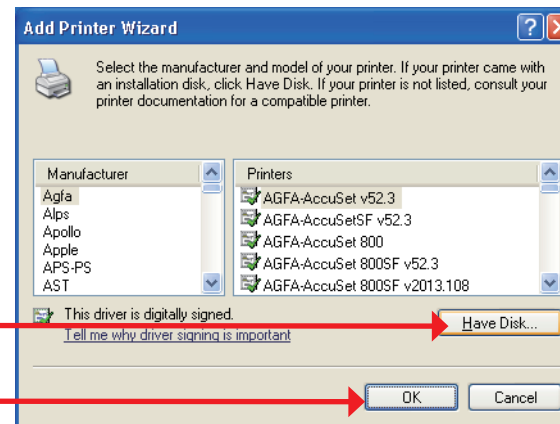 Add Printer Wizard
Select the manufacturer and model of your printer. If your printer came with
an installation disk, click Have Disk. If your printer is not listed, consult your
printer documentation for a compatible printer.
Manufacturer
Agfa
Alps
Apollo
Apple
APS-PS
AST
Printers
AGFA-AccuSet v52.3
AGFA-AccuSetSF v52.3
AGFA-AccuSet 800
AGFA-AccuSet 800SF v52.3
AGFA-AccuSet 800SF v2013.108
This driver is digitally signed.
Tell me why driver signing is important
Have Disk...
OK
Cancel